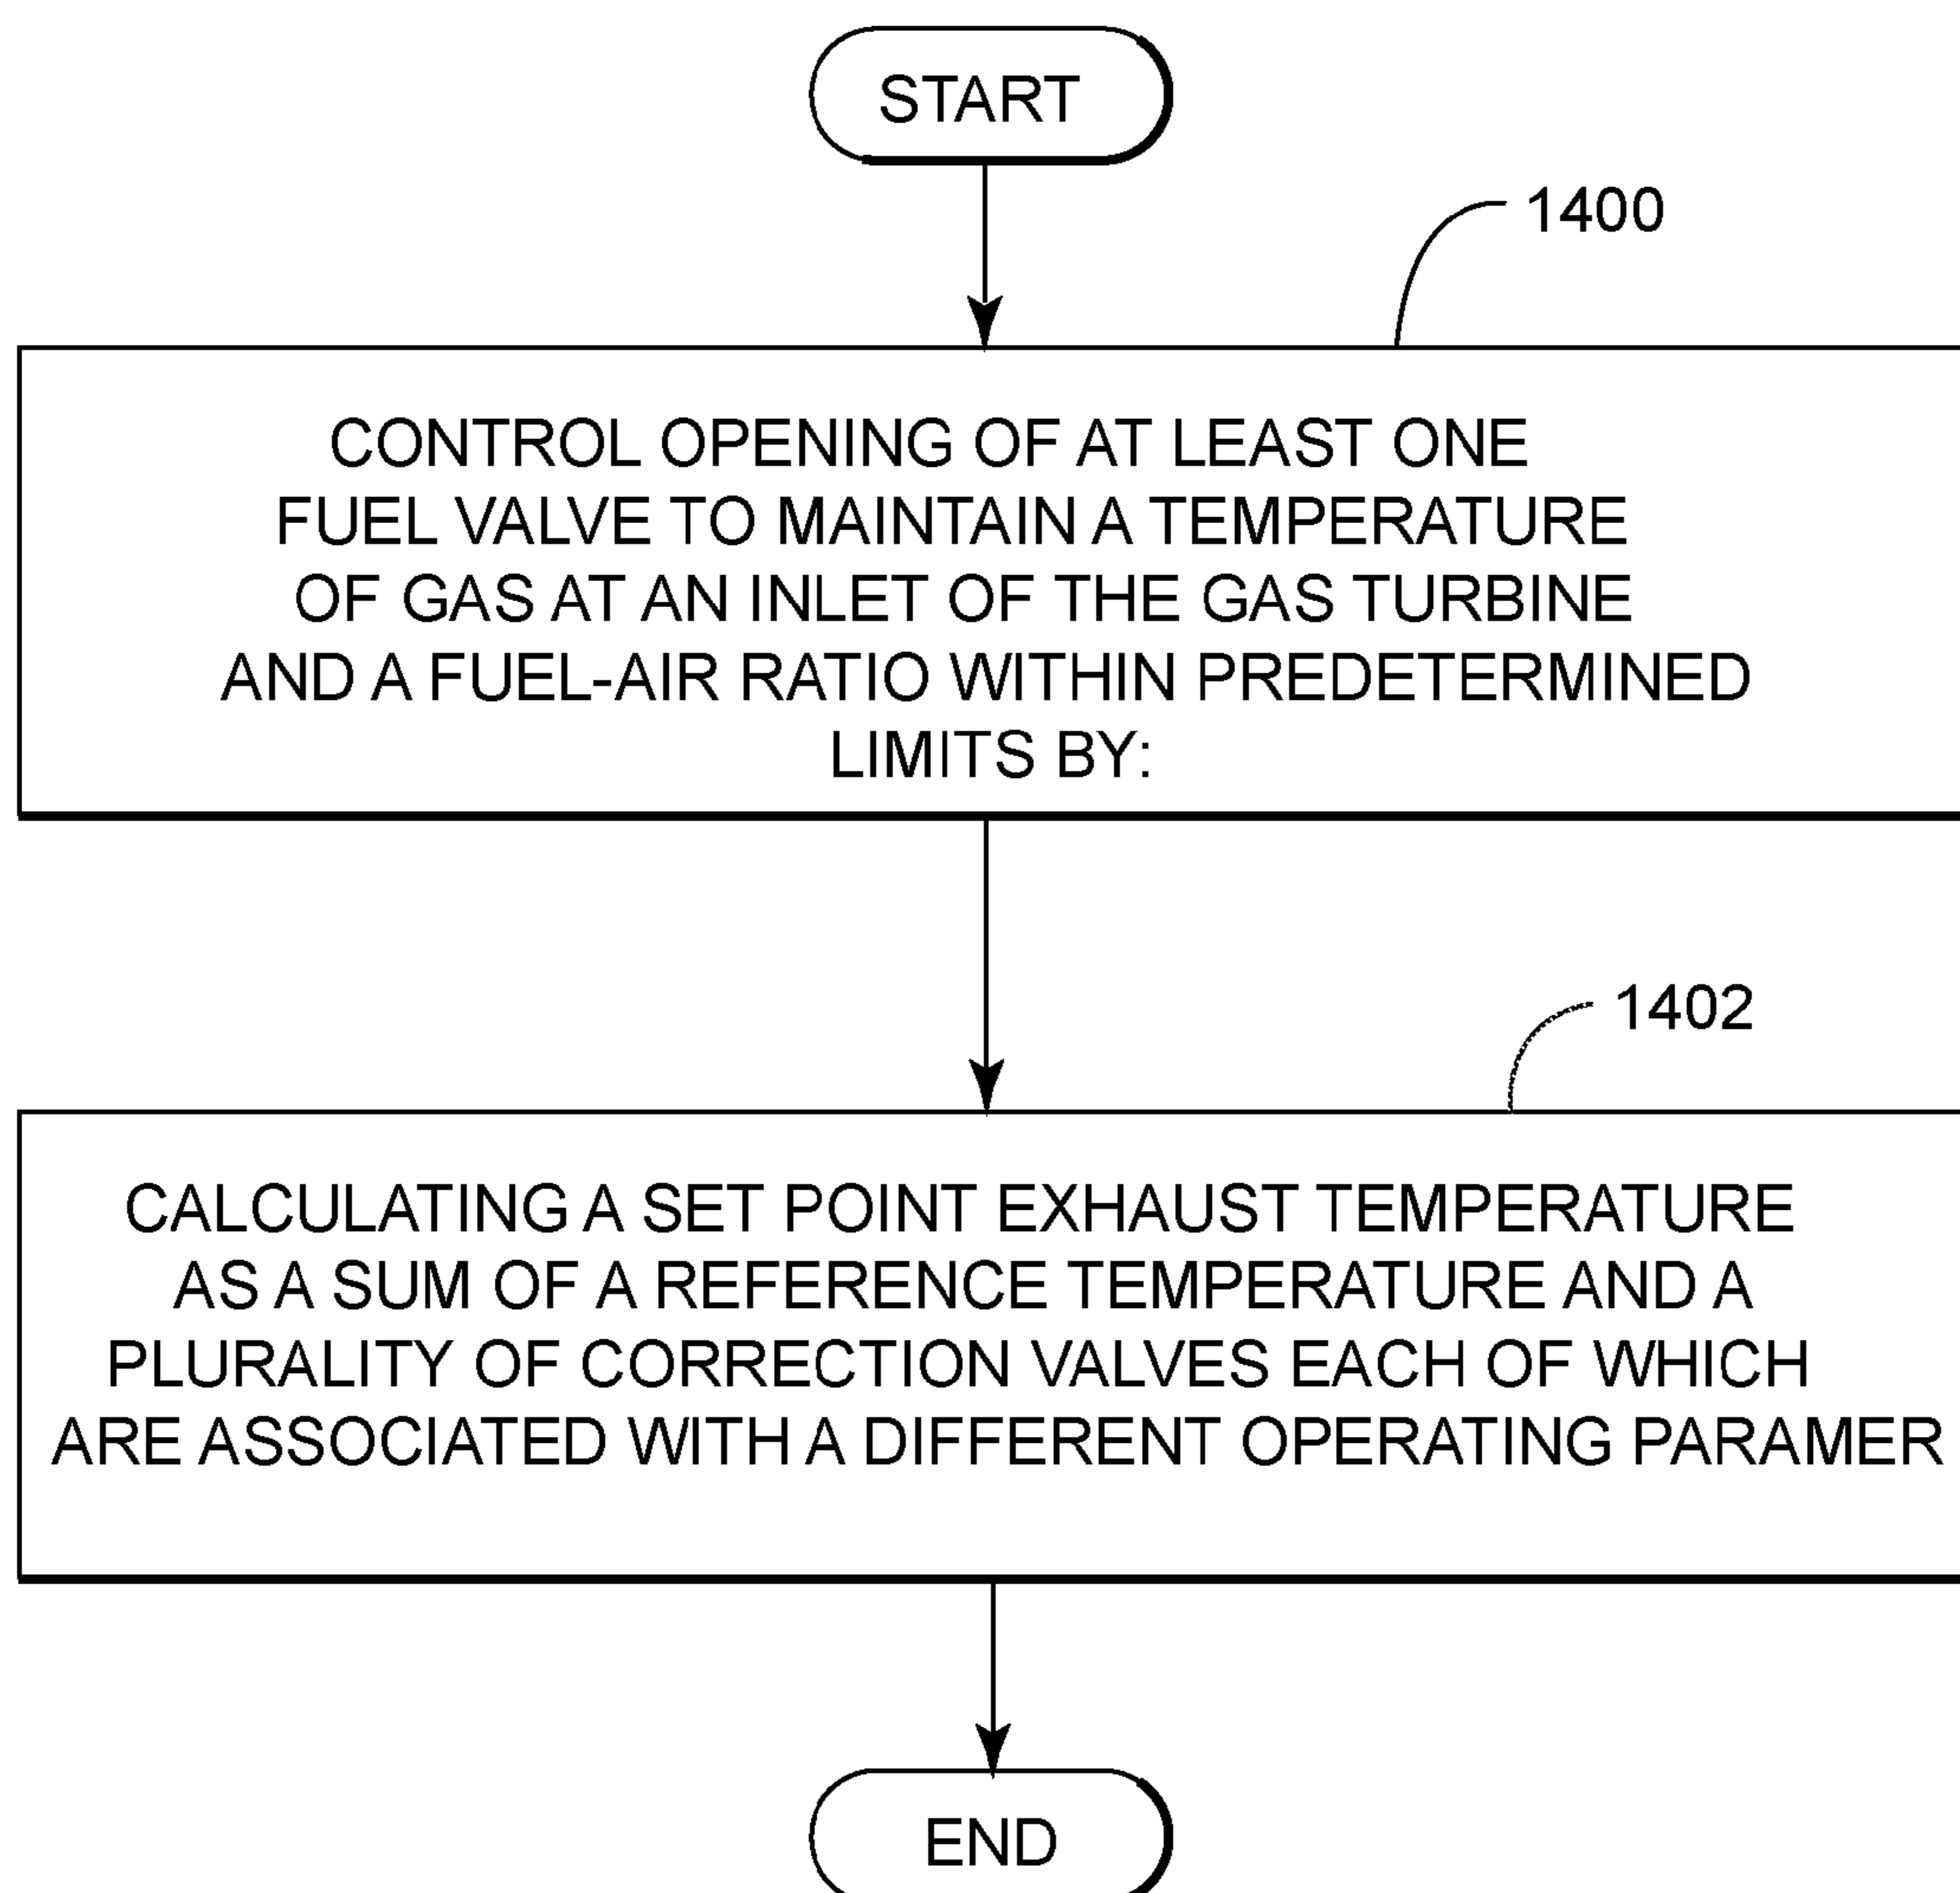 START
1400
CONTROL OPENING OF AT LEAST ONE
FUEL VALVE TO MAINTAIN A TEMPERATURE
OF GAS AT AN INLET OF THE GAS TURBINE
AND A FUEL-AIR RATIO WITHIN PREDETERMINED
LIMITS BY:
1402
CALCULATING A SET POINT EXHAUST TEMPERATURE
AS A SUM OF A REFERENCE TEMPERATURE AND A
PLURALITY OF CORRECTION VALVES EACH OF WHICH
ARE ASSOCIATED WITH A DIFFERENT OPERATING PARAMER
END